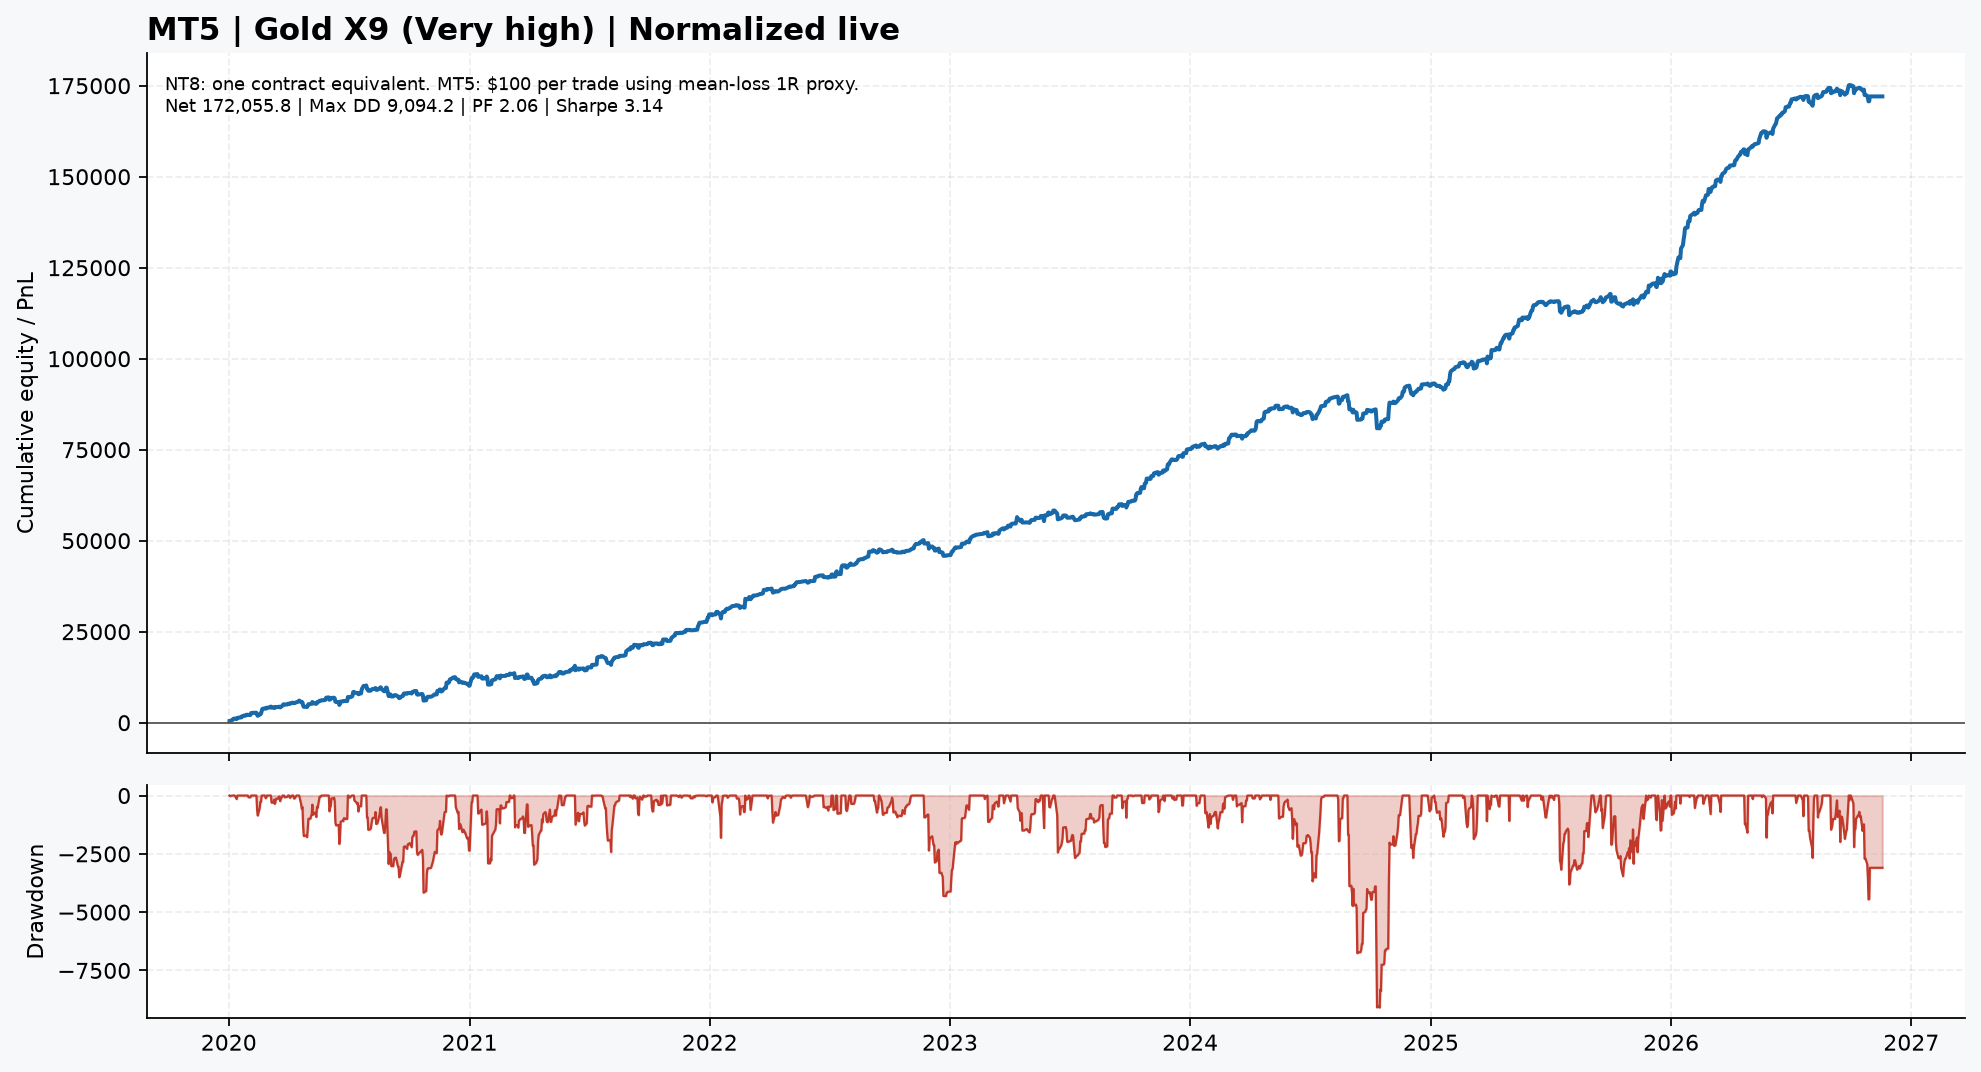 MT5 | Gold X9 (Very high) | Normalized live
NT8: one contract equivalent. MT5: $100 per trade using mean-loss 1R proxy.
Net 172,055.8 | Max DD 9,094.2 | PF 2.06 | Sharpe 3.14
Cumulative equity / PnL
175000
150000
125000
100000
75000
50000
25000
0
Drawdown
0
−2500
−5000
−7500
2020 2021 2022 2023 2024 2025 2026 2027